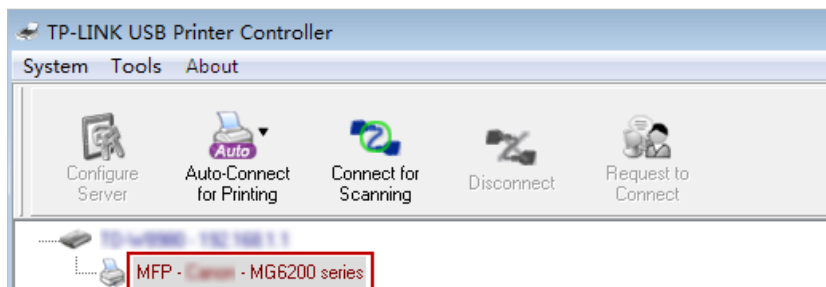 TP-LINK USB Printer Controller
System Tools About
Auto
Configure Server
Auto-Connect for Printing
Connect for Scanning
Disconnect
Request to Connect
MFP - - MG6200 series